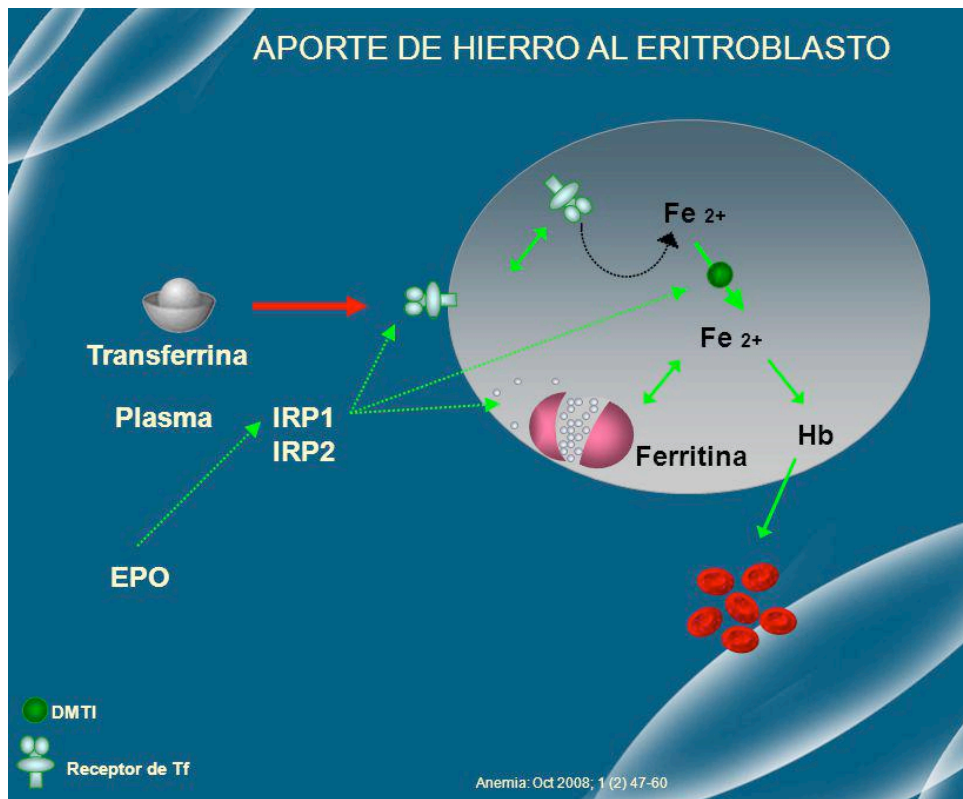 APORTE DE HIERRO AL ERITROBLASTO
Fe 2+
Transferrina
Fe 2+
Plasma
IRP1
IRP2
Hb
Ferritina
EPO
DMTI
Receptor de Tf
Anemia: Oct 2008; 1 (2) 47-60